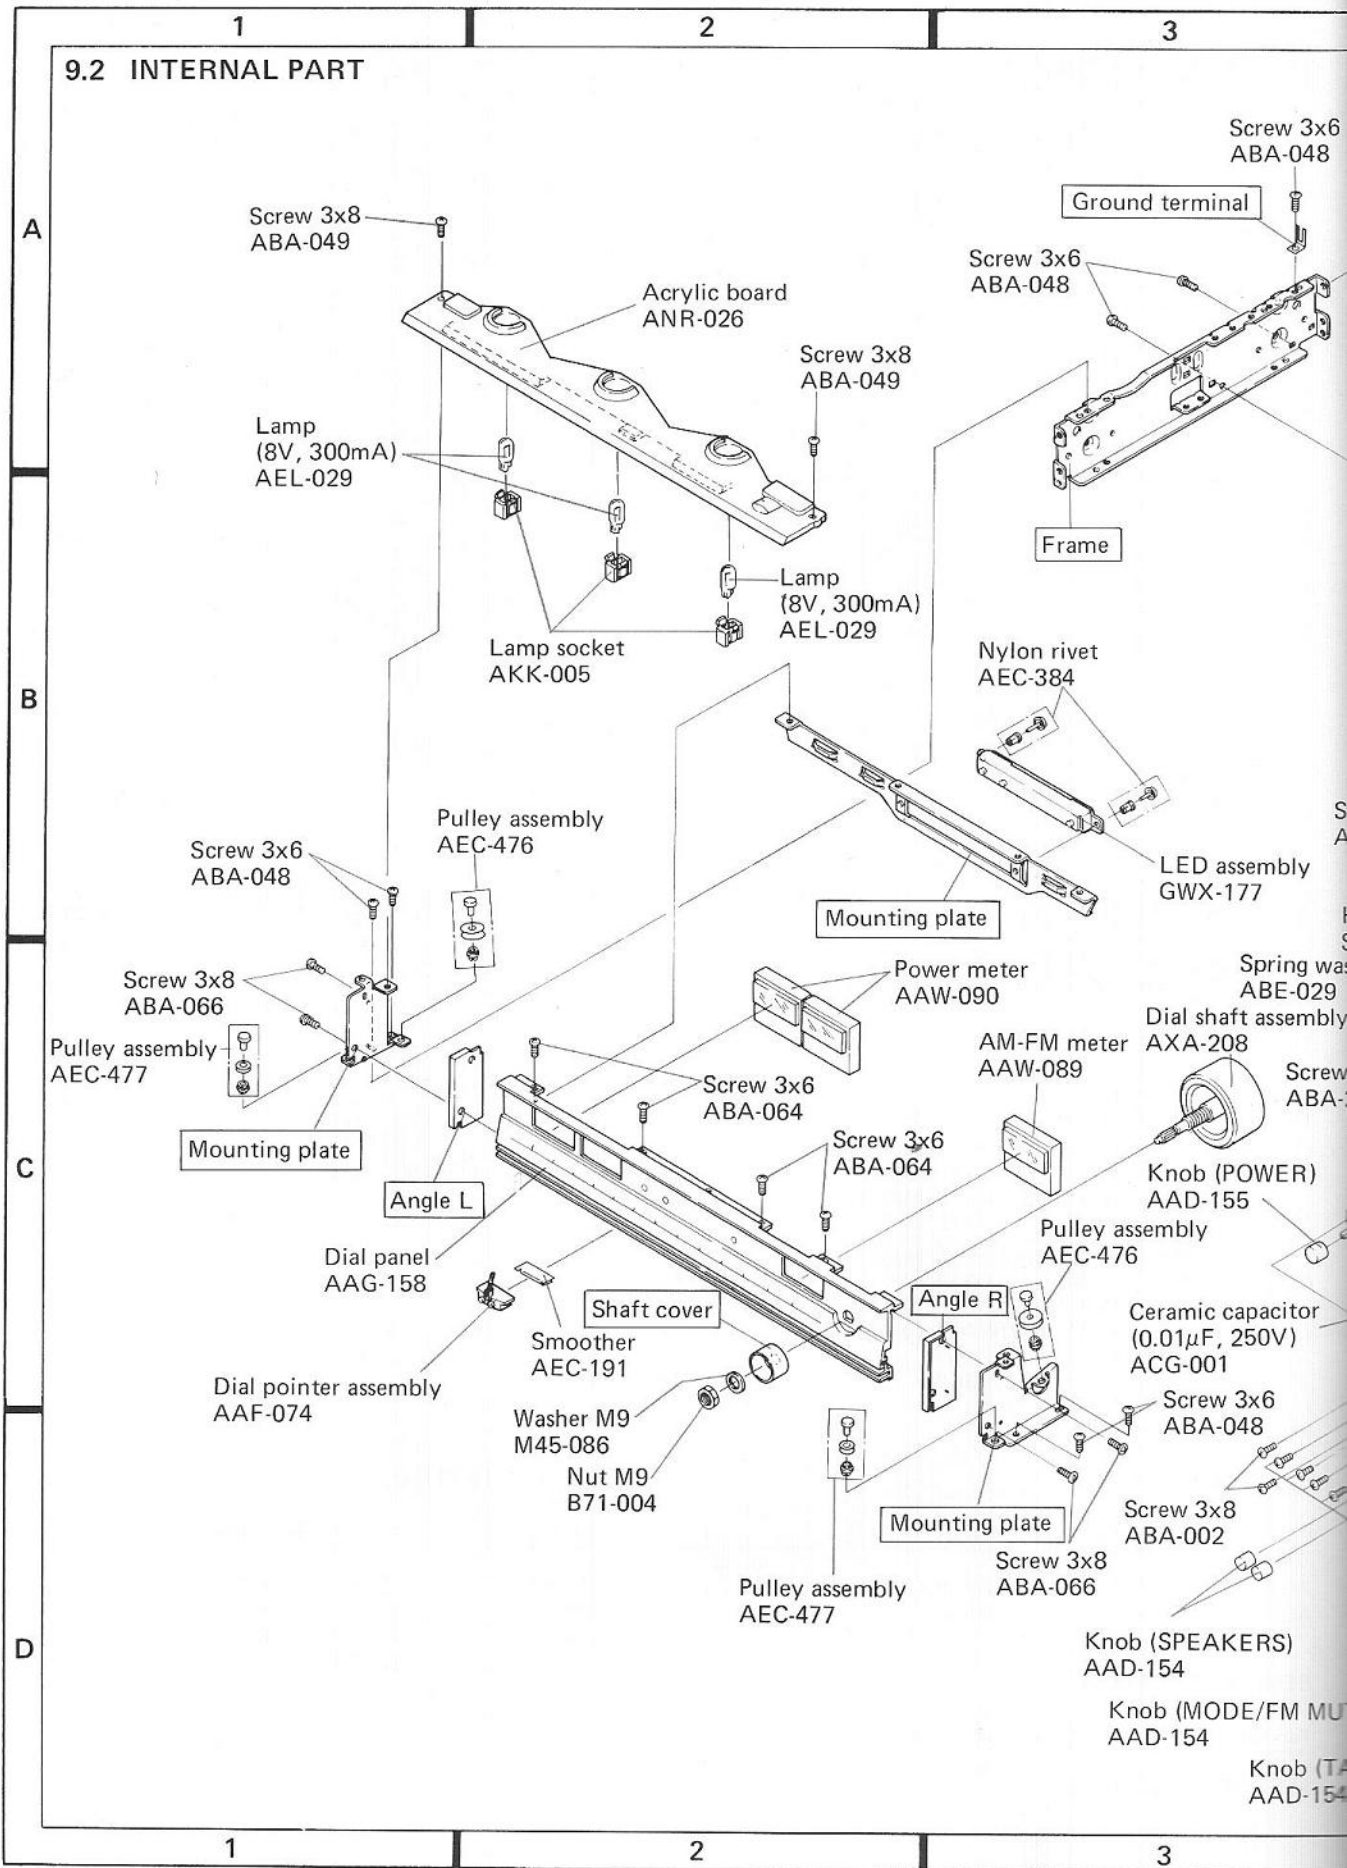 1
2
3
9.2 INTERNAL PART
A
B
C
D
Screw 3x6
ABA-048
Ground terminal
Screw 3x8
ABA-049
Screw 3x6
ABA-048
Acrylic board
ANR-026
Screw 3x8
ABA-049
Lamp
(8V, 300mA)
AEL-029
Frame
Lamp
(8V, 300mA)
AEL-029
Lamp socket
AKK-005
Nylon rivet
AEC-384
Pulley assembly
AEC-476
Screw 3x6
ABA-048
LED assembly
GWX-177
Mounting plate
Screw 3x8
ABA-066
Power meter
AAW-090
Spring
ABE-029
Dial shaft assembly
AXA-208
Pulley assembly
AEC-477
AM-FM meter
AAW-089
Screw 3x6
ABA-064
Screw
ABA-
Mounting plate
Screw 3x6
ABA-064
Knob (POWER)
AAD-155
Angle L
Pulley assembly
AEC-476
Dial panel
AAG-158
Shaft cover
Angle R
Ceramic capacitor
(0.01µF, 250V)
ACG-001
Smoother
AEC-191
Dial pointer assembly
AAF-074
Washer M9
M45-086
Screw 3x6
ABA-048
Nut M9
B71-004
Mounting plate
Screw 3x8
ABA-002
Screw 3x8
ABA-066
Pulley assembly
AEC-477
Knob (SPEAKERS)
AAD-154
Knob (MODE/FM MU
AAD-154
Knob (TA
AAD-154
1
2
3